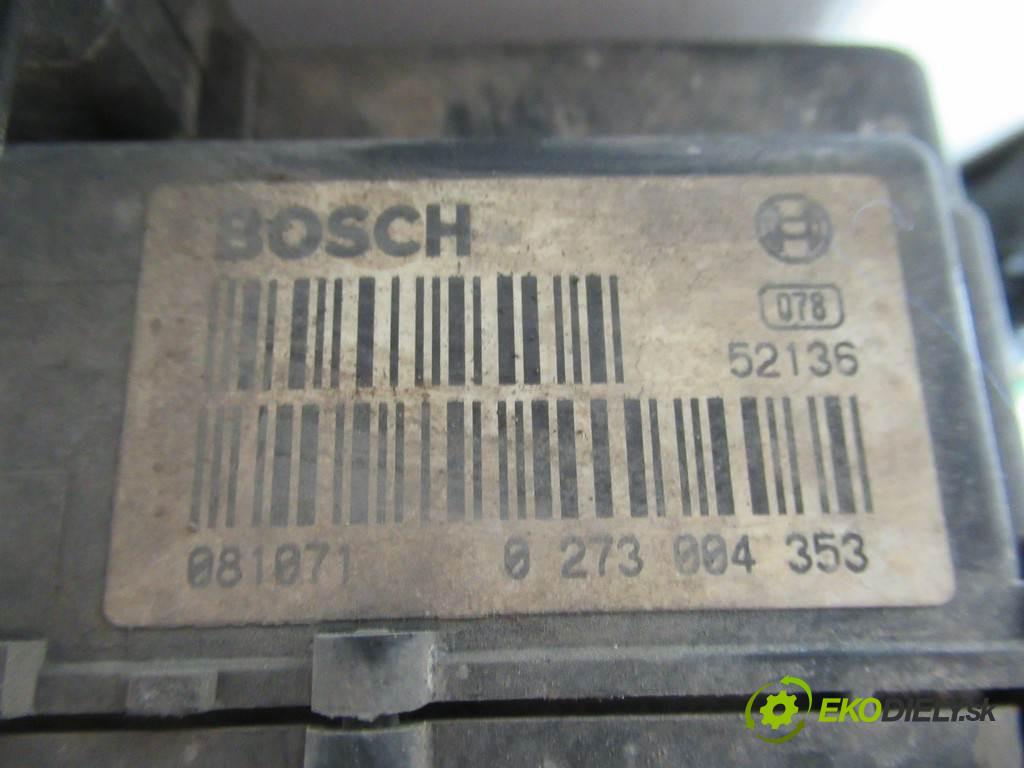 BOSCH
078
52136
081071 0 273 004 353
EKODIELY.SK